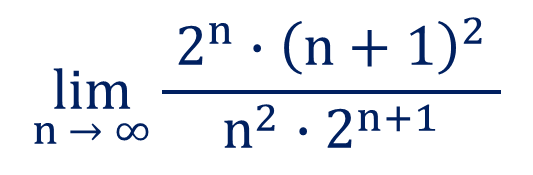 lim n → ∞ 2ⁿ · (n + 1)² / n² · 2ⁿ⁺¹